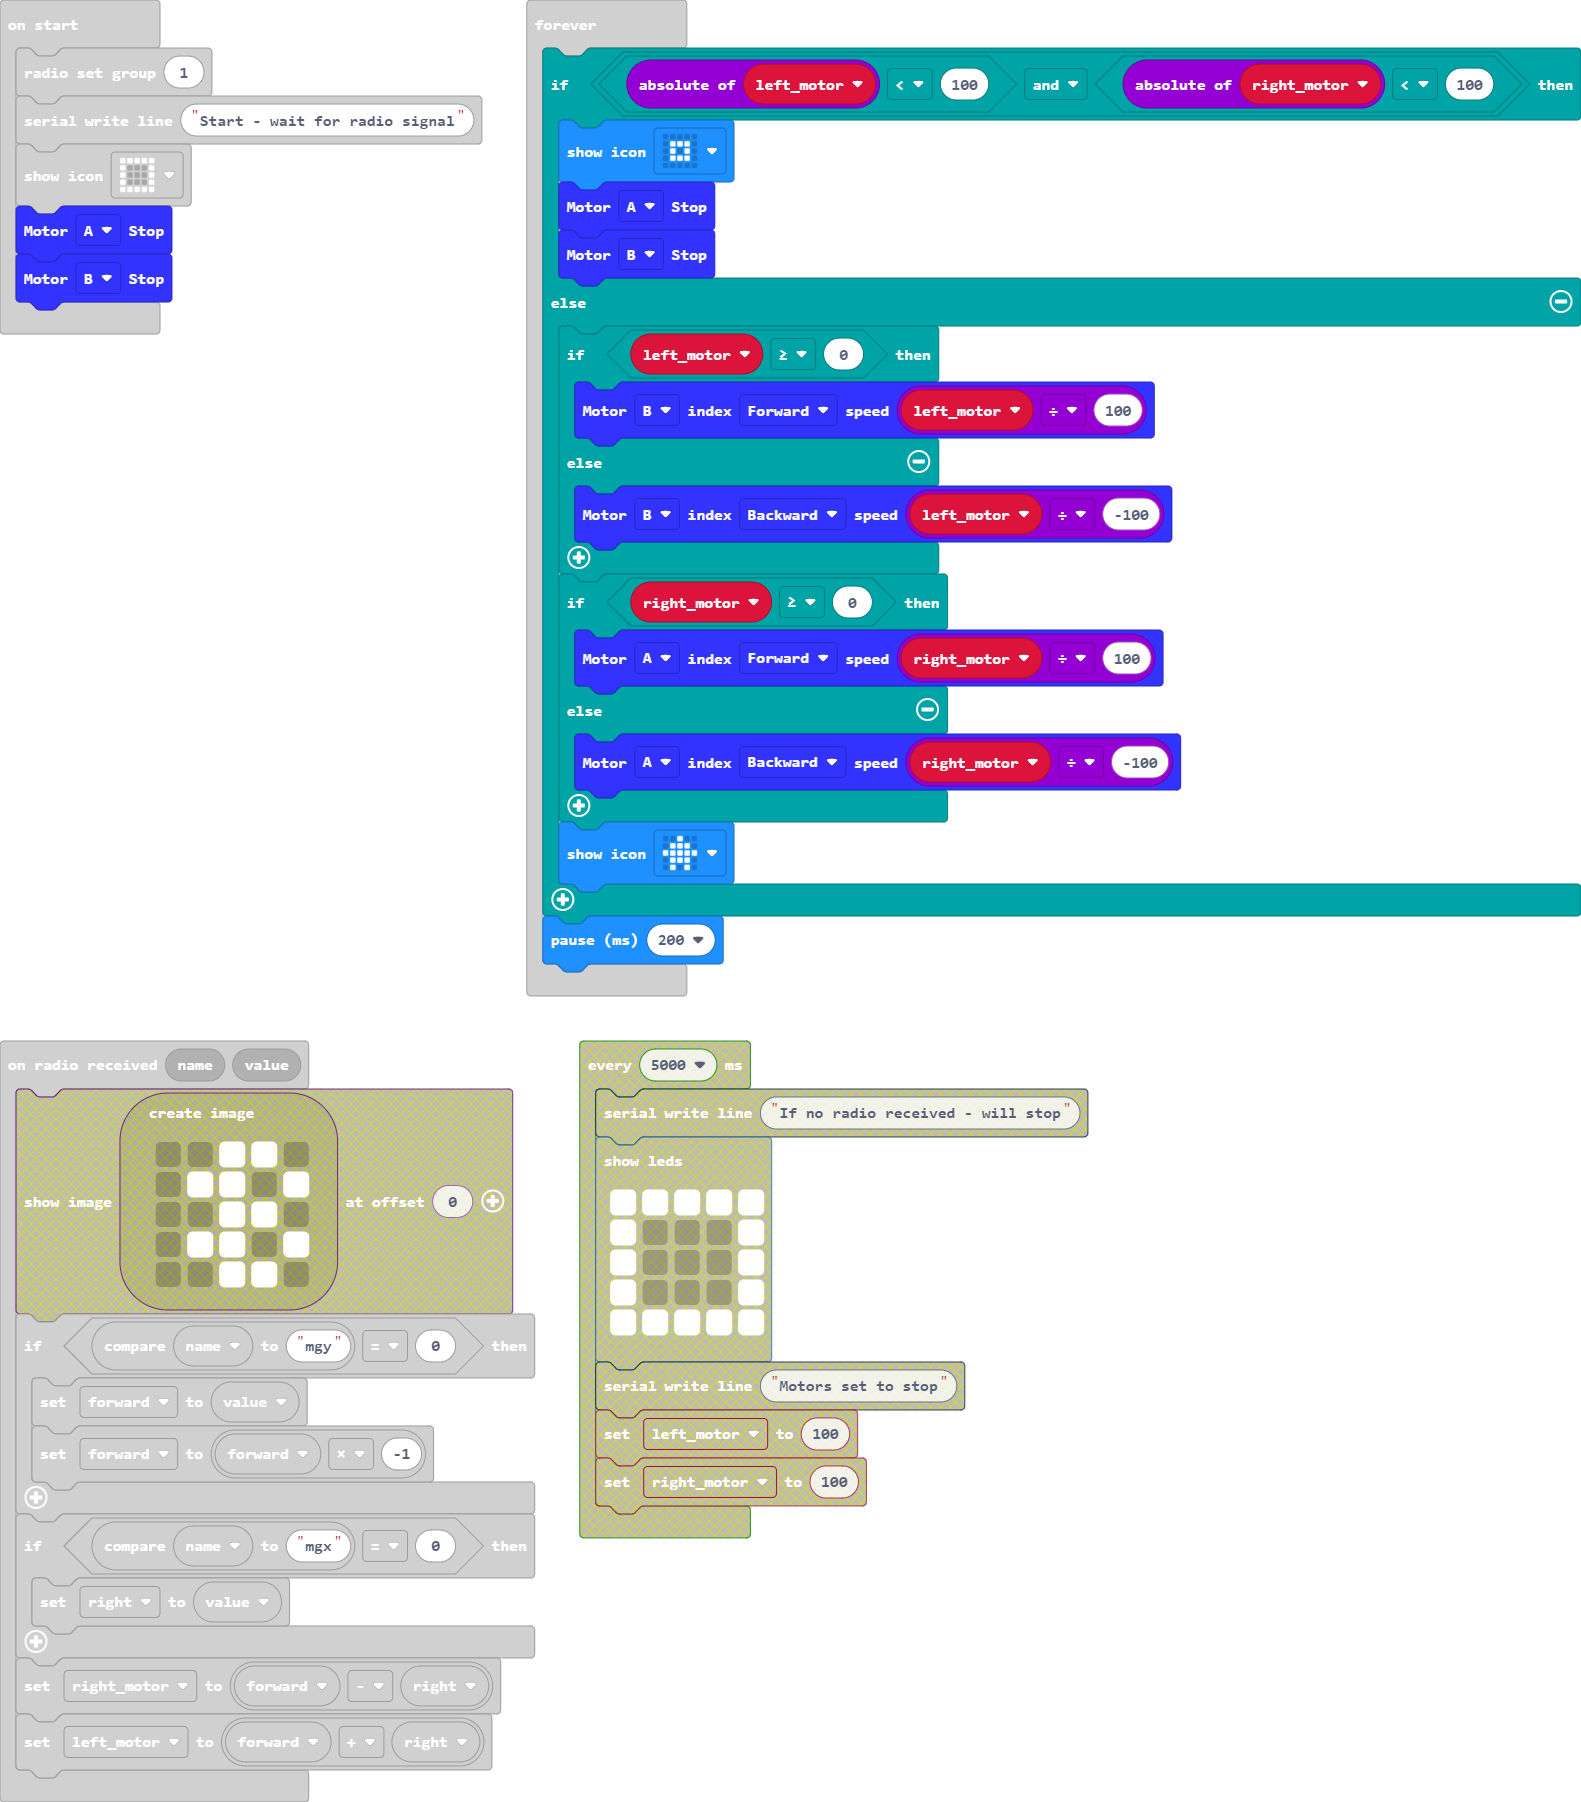 on start
radio set group 1
serial write line "Start - wait for radio signal"
show icon
Motor A Stop
Motor B Stop
forever
if absolute of left_motor < 100 and absolute of right_motor < 100 then
show icon
Motor A Stop
Motor B Stop
else
if left_motor ≥ 0 then
Motor B index Forward speed left_motor ÷ 100
else
Motor B index Backward speed left_motor ÷ -100
if right_motor ≥ 0 then
Motor A index Forward speed right_motor ÷ 100
else
Motor A index Backward speed right_motor ÷ -100
show icon
pause (ms) 200
on radio received name value
create image
show image at offset 0
if compare name to "mgy" = 0 then
set forward to value
set forward to forward × -1
if compare name to "mgx" = 0 then
set right to value
set right_motor to forward - right
set left_motor to forward + right
every 5000 ms
serial write line "If no radio received - will stop"
show leds
serial write line "Motors set to stop"
set left_motor to 100
set right_motor to 100